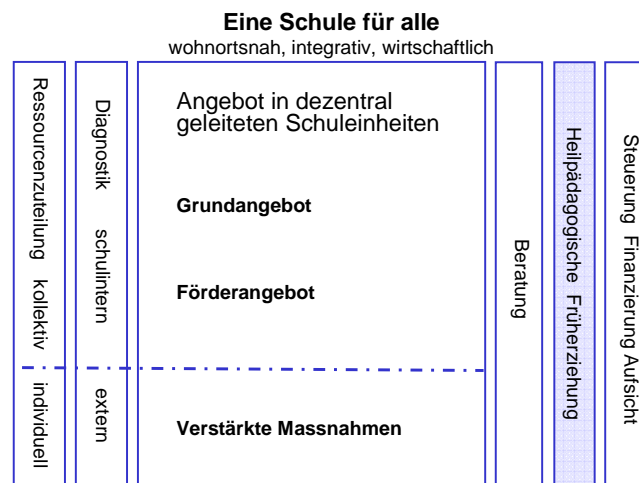 Eine Schule für alle
wohnortsnah, integrativ, wirtschaftlich
Ressourcenzuteilung kollektiv individuell
Diagnostik schulintern extern
Angebot in dezentral
geleiteten Schuleinheiten
Grundangebot
Förderangebot
Verstärkte Massnahmen
Beratung
Heilpädagogische Früherziehung
Steuerung Finanzierung Aufsicht